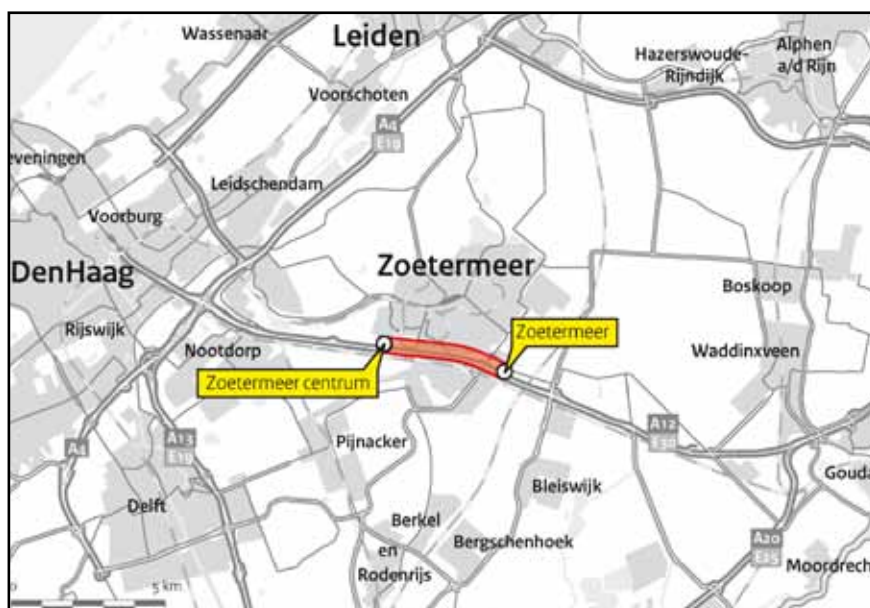 Wassenaar
Leiden
Hazerswoude-
Rijndijk
Alphen
a/d Rijn
Voorschoten
A4
E19
eveningen
Leidschendam
Voorburg
DenHaag
Zoetermeer
Boskoop
Rijswijk
Nootdorp
Zoetermeer
Waddinxveen
Zoetermeer centrum
A12
E30
A4
A13
E19
Pijnacker
Gouda
Delft
Bleiswijk
Berkel
en
Rodenrijs
Bergschenhoek
A20
E25
Moordrech
0
5 km